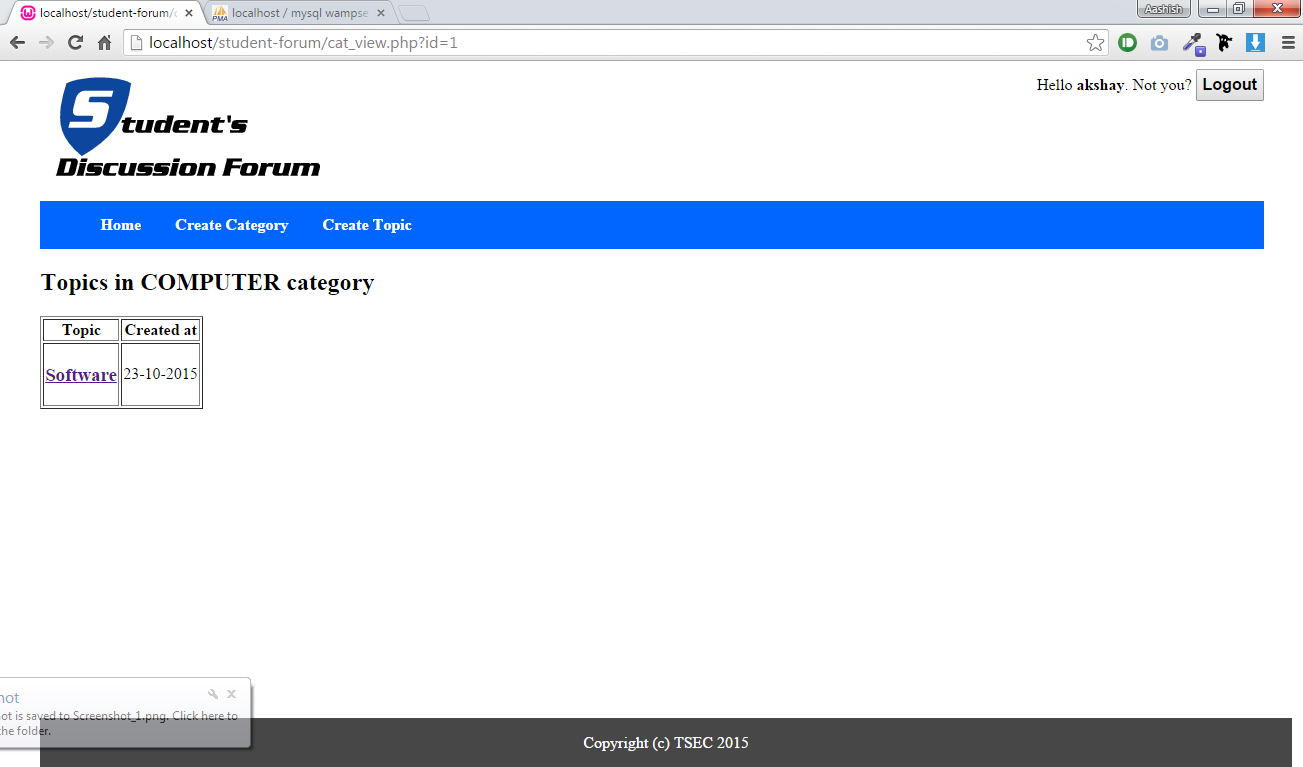 localhost/student-forum/c
localhost / mysql wampse
Aashish
localhost/student-forum/cat_view.php?id=1
Hello akshay. Not you? Logout
Student's
Discussion Forum
Home Create Category Create Topic
Topics in COMPUTER category
Topic Created at
Software 23-10-2015
hot
hot is saved to Screenshot_1.png. Click here to
the folder.
Copyright (c) TSEC 2015